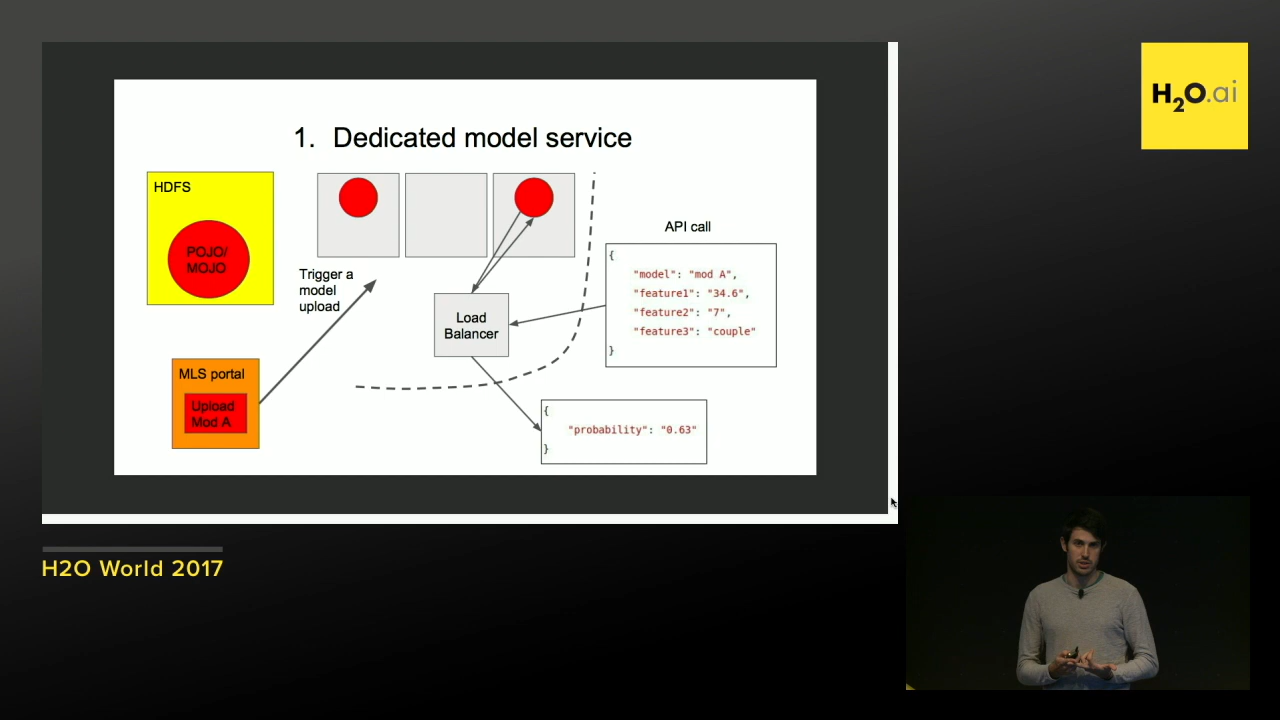 H2O.ai
1. Dedicated model service
HDFS
POJO/
MOJO
Trigger a
model
upload
MLS portal
Upload
Mod A
Load
Balancer
API call
{
"model": "mod A",
"feature1": "34.6",
"feature2": "7",
"feature3": "couple"
}
{
"probability": "0.63"
}
H2O World 2017